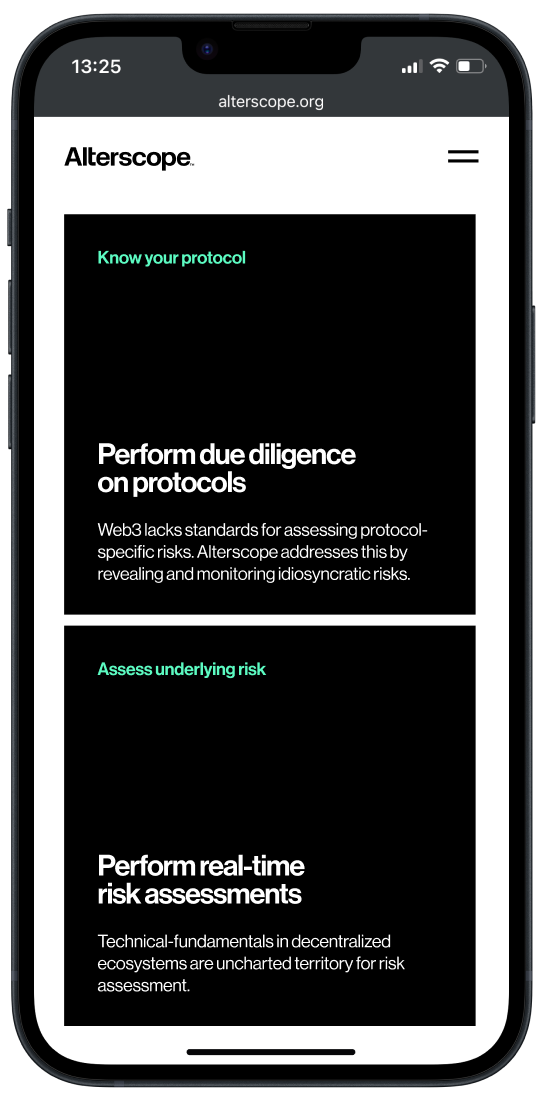 13:25
alterscope.org
Alterscope
Know your protocol
Perform due diligence
on protocols
Web3 lacks standards for assessing protocol-
specific risks. Alterscope addresses this by
revealing and monitoring idiosyncratic risks.
Assess underlying risk
Perform real-time
risk assessments
Technical-fundamentals in decentralized
ecosystems are uncharted territory for risk
assessment.